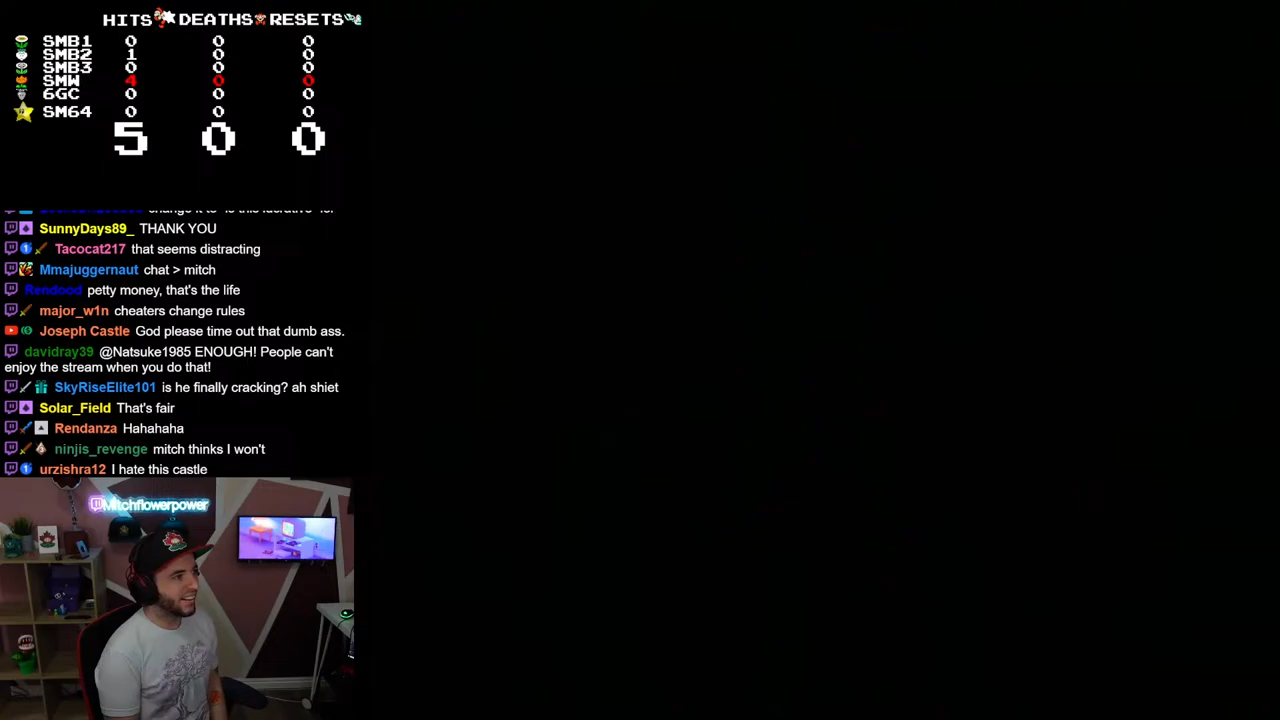 HITS DEATHS RESETS
SMB1 0 0 0
SMB2 1 0 0
SMB3 0 0 0
SMW 4 0 0
6GC 0 0 0
SM64 0 0 0
5 0 0
SunnyDays89_ THANK YOU
Tacocat217 that seems distracting
Mmajuggernaut chat > mitch
Rendood petty money, that's the life
major_w1n cheaters change rules
Joseph Castle God please time out that dumb ass.
davidray39 @Natsuke1985 ENOUGH! People can't
enjoy the stream when you do that!
SkyRiseElite101 is he finally cracking? ah shiet
Solar_Field That's fair
Rendanza Hahahaha
ninjis_revenge mitch thinks I won't
urzishra12 I hate this castle
Mitchflowerpower